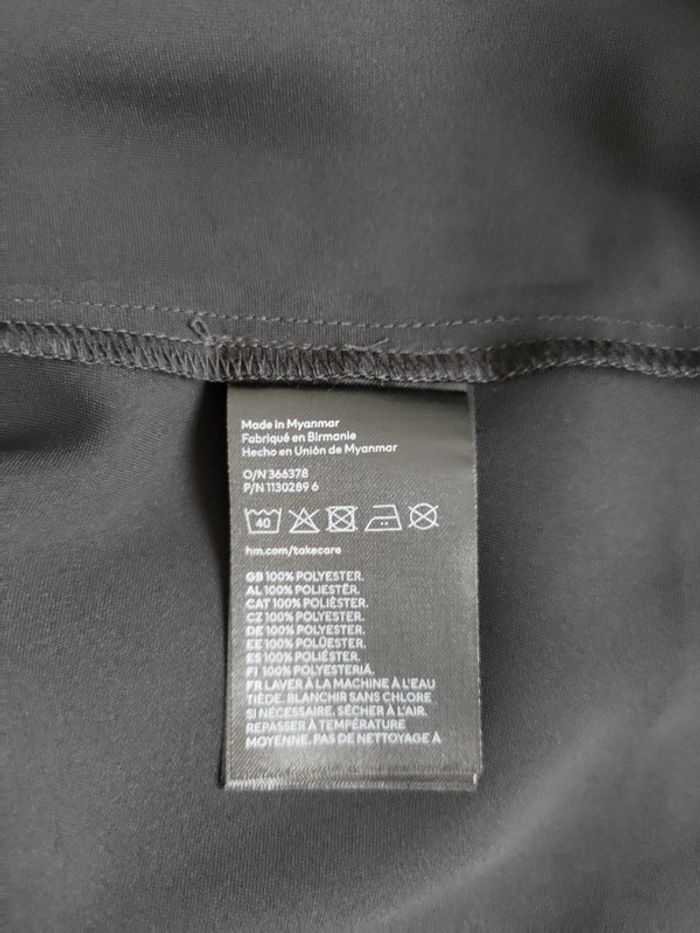 Made in Myanmar
Fabriqué en Birmanie
Hecho en Unión de Myanmar
O/N 366378
P/N 1130289 6
40
hm.com/takecare
GB 100% POLYESTER.
AL 100% POLIESTËR.
CAT 100% POLIÈSTER.
CZ 100% POLYESTER.
DE 100% POLYESTER.
EE 100% POLÜESTER.
ES 100% POLIÉSTER.
FI 100% POLYESTERIÄ.
FR LAVER À LA MACHINE À L'EAU
TIÈDE. BLANCHIR SANS CHLORE
SI NÉCESSAIRE. SÉCHER À L'AIR.
REPASSER À TEMPÉRATURE
MOYENNE. PAS DE NETTOYAGE À